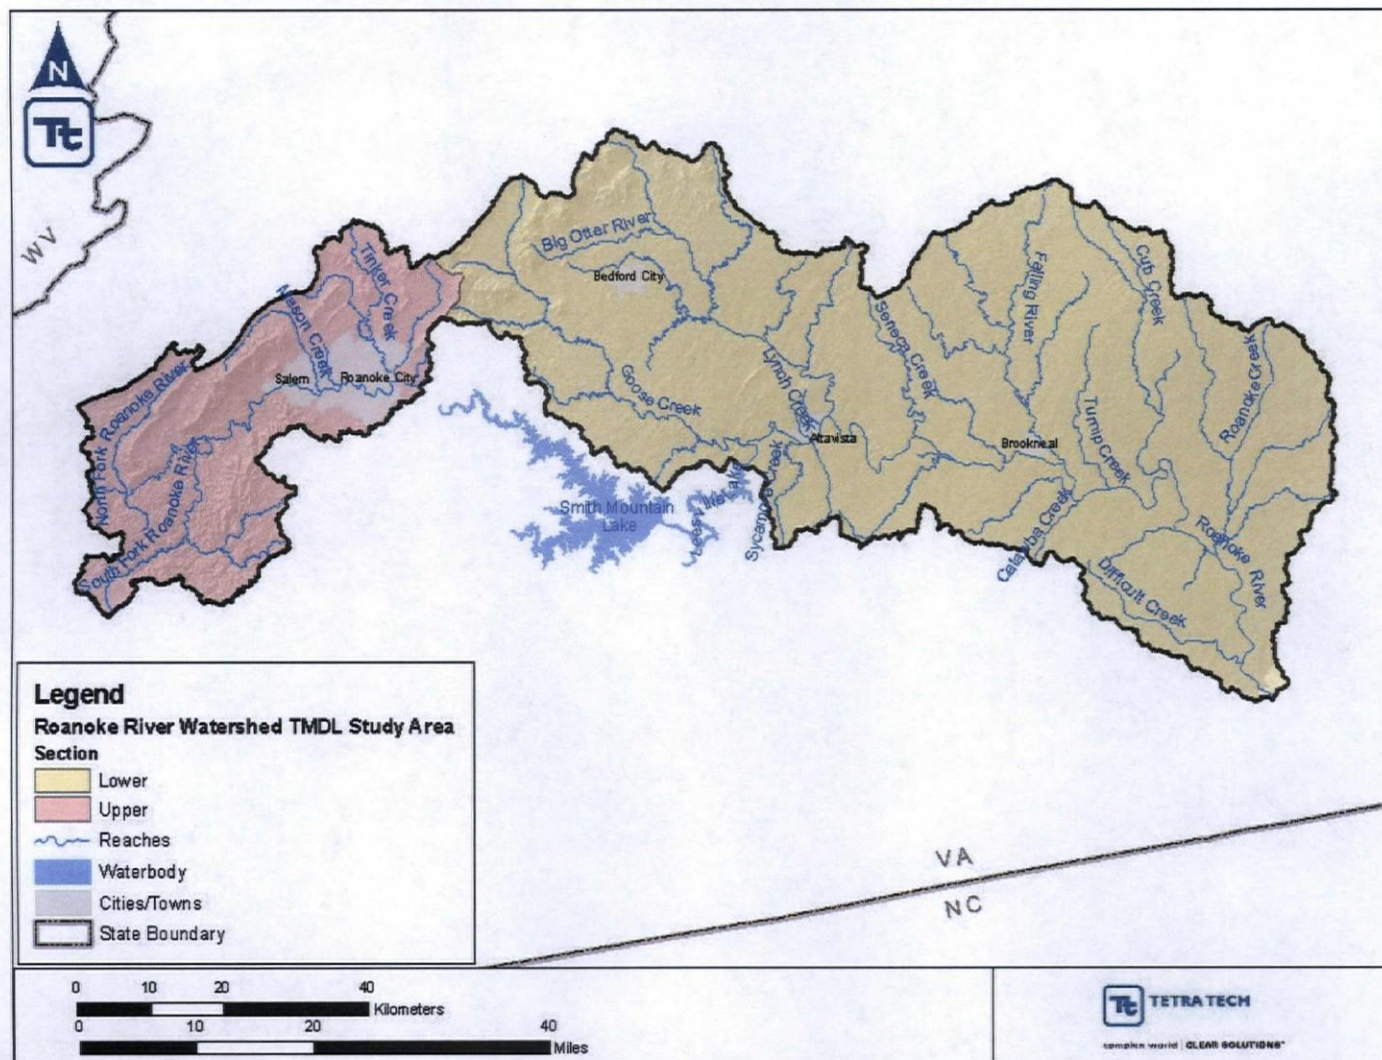 N
Tt
WV
Big Otter River
Bedford City
Tinker Creek
Mason Creek
Salem
Roanoke City
North Fork Roanoke River
South Fork Roanoke River
Goose Creek
Lynch Creek
Altavista
Seneca Creek
Falling River
Cub Creek
Roanoke Creek
Turnip Creek
Brookneal
Smith Mountain
Lake
Sycamore Creek
Catawba Creek
Difficult Creek
Roanoke River
Legend
Roanoke River Watershed TMDL Study Area
Section
Lower
Upper
Reaches
Waterbody
Cities/Towns
State Boundary
VA
NC
0 10 20 40
Kilometers
0 10 20 40
Miles
Tt TETRA TECH
complex world | CLEAR SOLUTIONS™